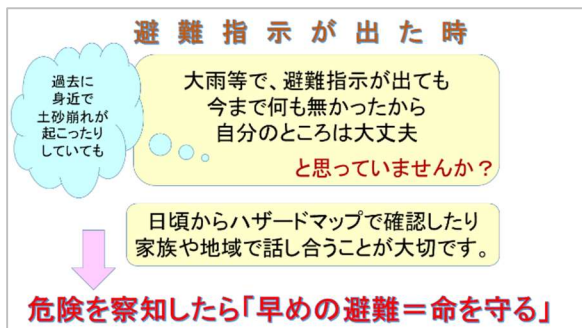 避難指示が出た時
過去に
身近で
土砂崩れが
起こったり
していても
大雨等で、避難指示が出ても
今まで何も無かったから
自分のところは大丈夫
と思っていませんか？
日頃からハザードマップで確認したり
家族や地域で話し合うことが大切です。
危険を察知したら「早めの避難＝命を守る」